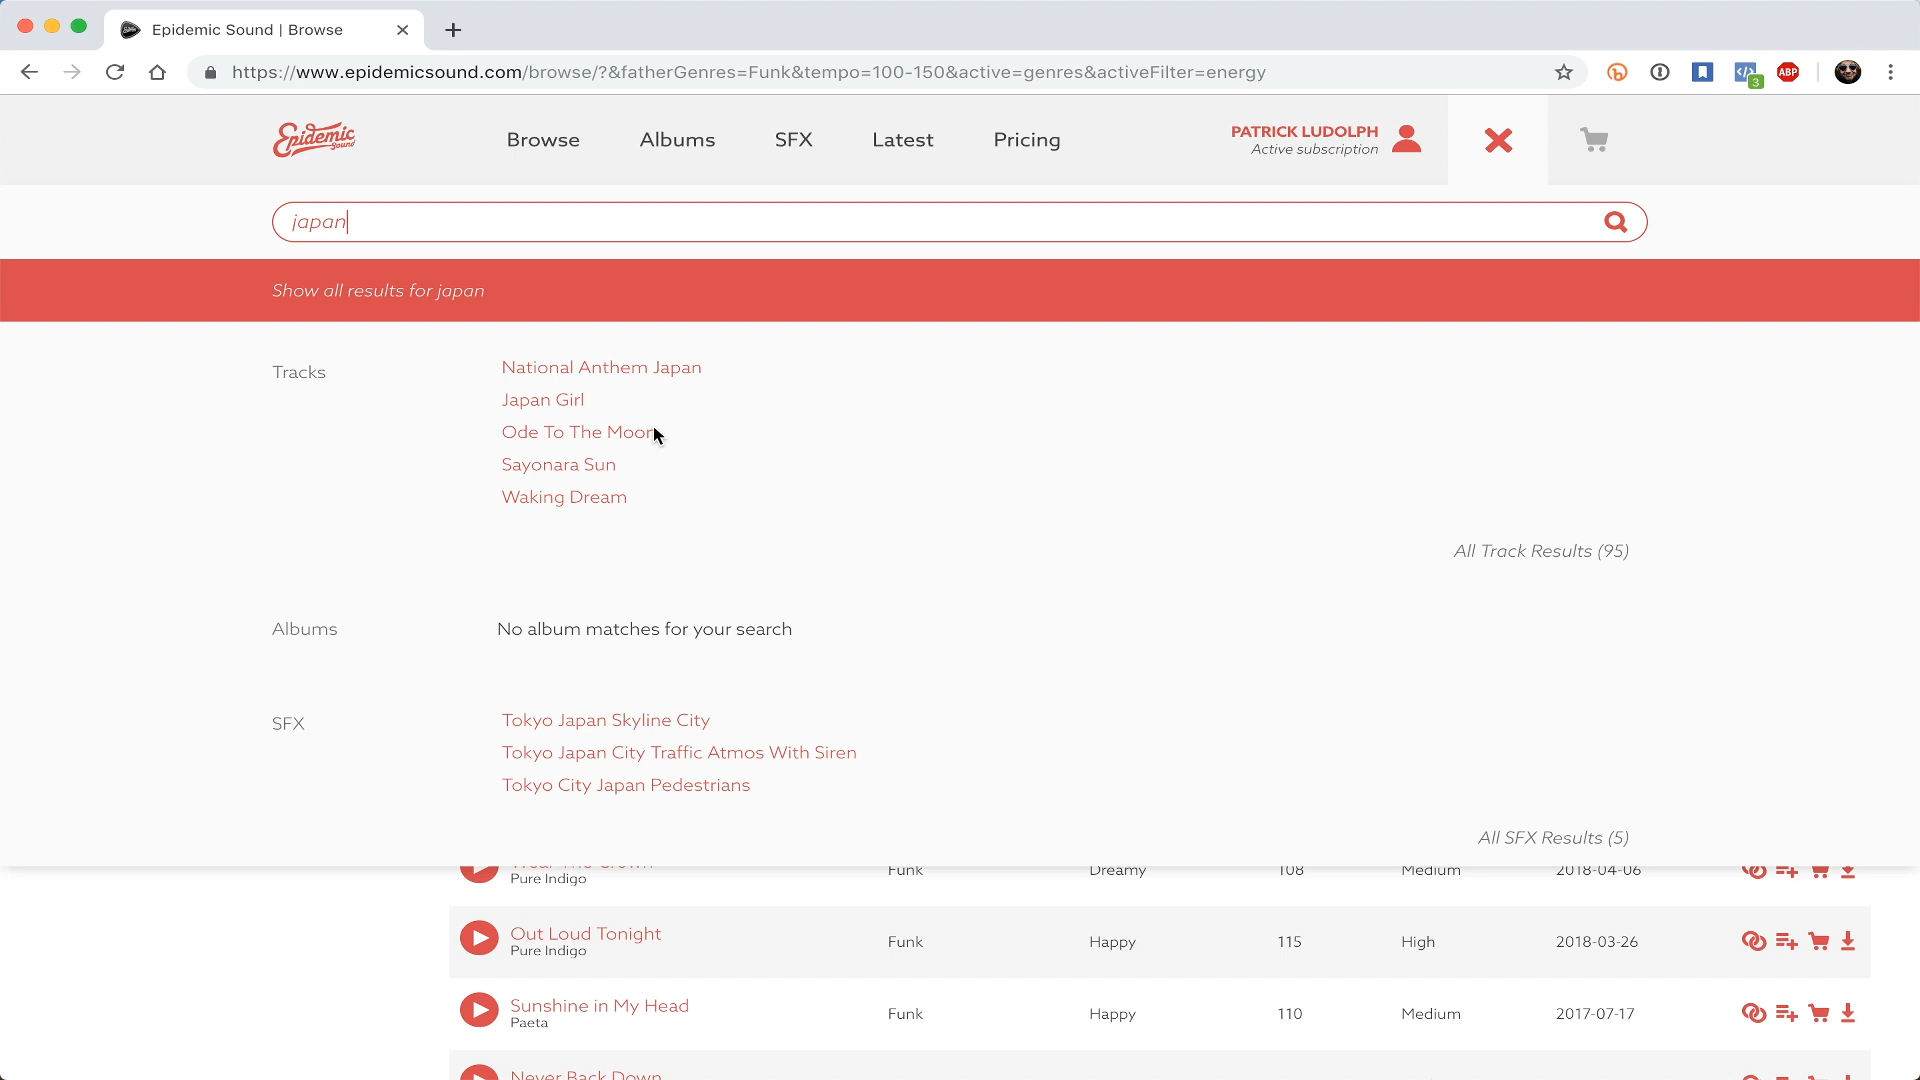 Epidemic Sound | Browse
https://www.epidemicsound.com/browse/?&fatherGenres=Funk&tempo=100-150&active=genres&activeFilter=energy
3
ABP
Epidemic
Sound
Browse
Albums
SFX
Latest
Pricing
PATRICK LUDOLPH
Active subscription
japan
Show all results for japan
Tracks
National Anthem Japan
Japan Girl
Ode To The Moon
Sayonara Sun
Waking Dream
All Track Results (95)
Albums
No album matches for your search
SFX
Tokyo Japan Skyline City
Tokyo Japan City Traffic Atmos With Siren
Tokyo City Japan Pedestrians
All SFX Results (5)
Pure Indigo
Funk
Dreamy
108
Medium
2018-04-06
Out Loud Tonight
Pure Indigo
Funk
Happy
115
High
2018-03-26
Sunshine in My Head
Paeta
Funk
Happy
110
Medium
2017-07-17
Never Back Down